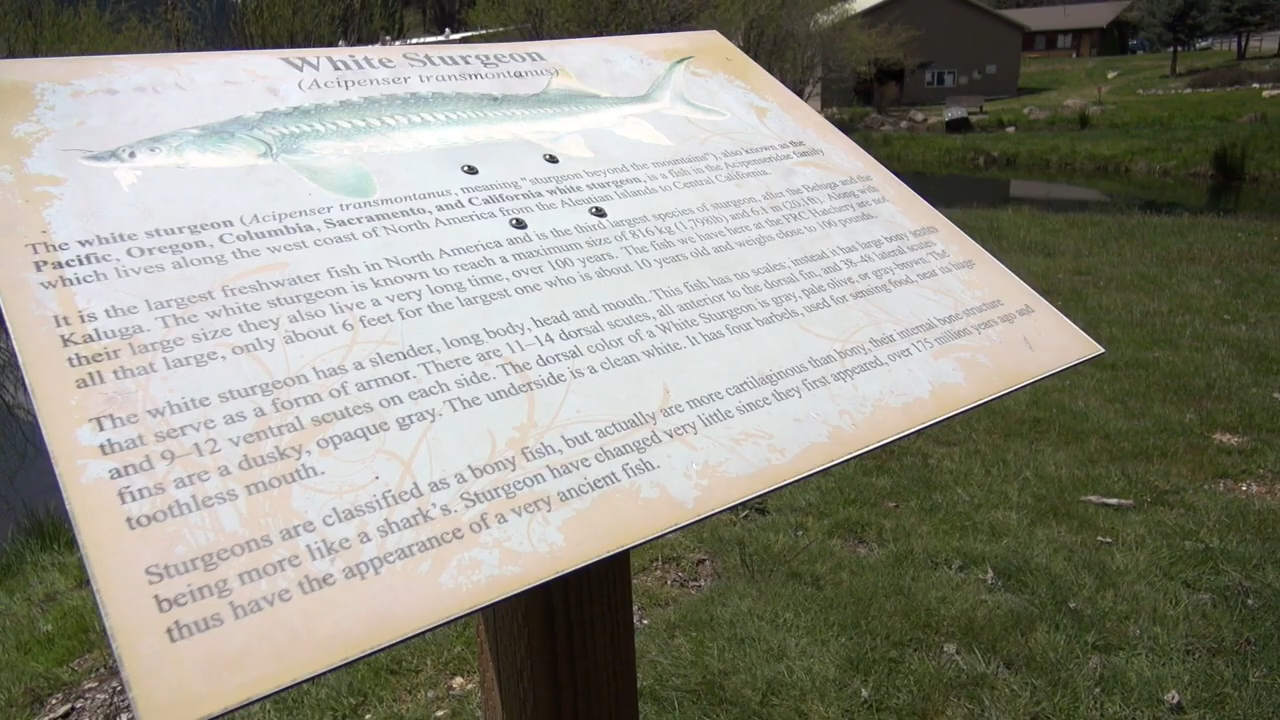 White Sturgeon
(Acipenser transmontanus)
The white sturgeon (Acipenser transmontanus, meaning "sturgeon beyond the mountains"), also known as the
Pacific, Oregon, Columbia, Sacramento, and California white sturgeon, is a fish in the Acipenseridae family
which lives along the west coast of North America from the Aleutian Islands to Central California.
It is the largest freshwater fish in North America and is the third largest species of sturgeon, after the Beluga and the
Kaluga. The white sturgeon is known to reach a maximum size of 816 kg (1,798lb) and 6.1 m (20.1ft). Along with
their large size they also live a very long time, over 100 years. The fish we have here at the FRC Hatchery are not
all that large, only about 6 feet for the largest one who is about 10 years old and weighs close to 100 pounds.
The white sturgeon has a slender, long body, head and mouth. This fish has no scales; instead it has large body scutes
that serve as a form of armor. There are 11–14 dorsal scutes, all anterior to the dorsal fin, and 38-48 lateral scutes
and 9–12 ventral scutes on each side. The dorsal color of a White Sturgeon is gray, pale olive, or gray-brown. The
fins are a dusky, opaque gray. The underside is a clean white. It has four barbels, used for sensing food, near its huge
toothless mouth.
Sturgeons are classified as a bony fish, but actually are more cartilaginous than bony, their internal bone structure
being more like a shark's. Sturgeon have changed very little since they first appeared, over 175 million years ago and
thus have the appearance of a very ancient fish.